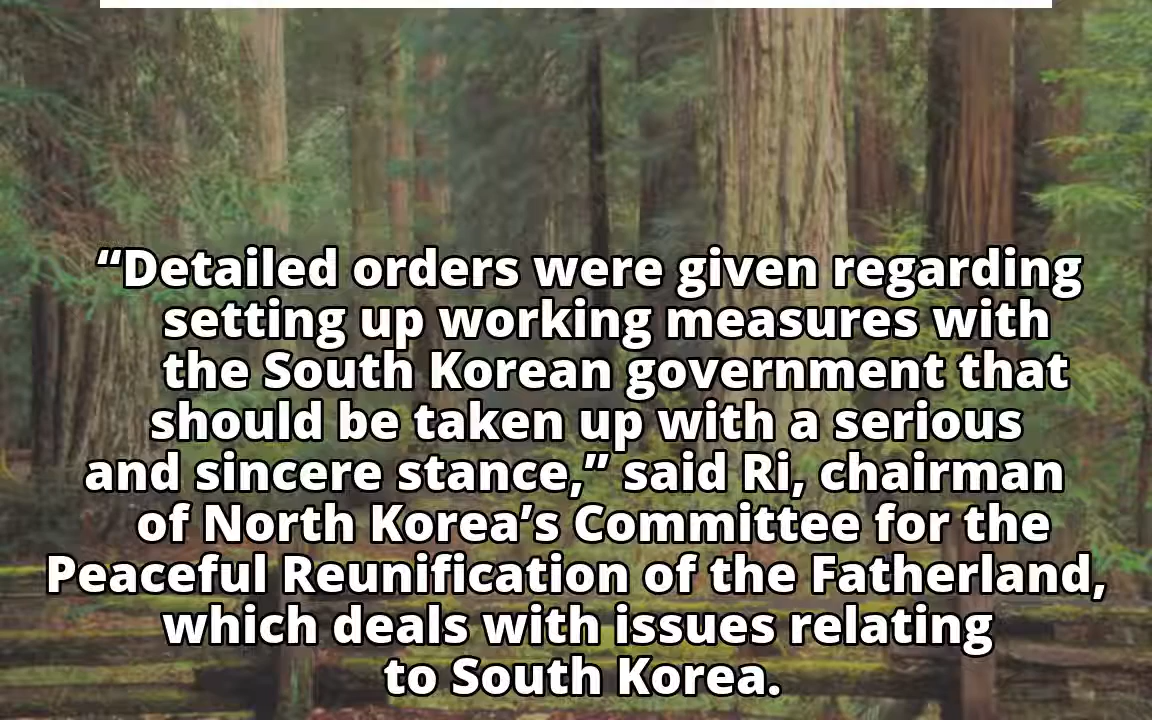 “Detailed orders were given regarding
setting up working measures with
the South Korean government that
should be taken up with a serious
and sincere stance,” said Ri, chairman
of North Korea’s Committee for the
Peaceful Reunification of the Fatherland,
which deals with issues relating
to South Korea.